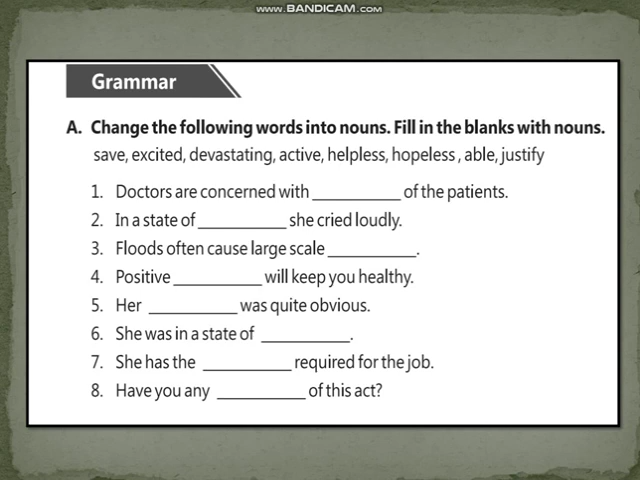 www.BANDICAM.com
Grammar
A. Change the following words into nouns. Fill in the blanks with nouns.
save, excited, devastating, active, helpless, hopeless , able, justify
1. Doctors are concerned with __________ of the patients.
2. In a state of __________ she cried loudly.
3. Floods often cause large scale __________.
4. Positive __________ will keep you healthy.
5. Her __________ was quite obvious.
6. She was in a state of __________.
7. She has the __________ required for the job.
8. Have you any __________ of this act?